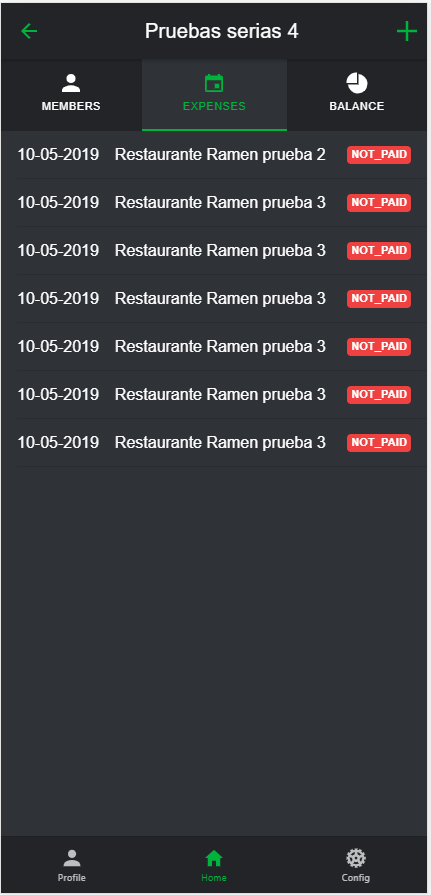 Pruebas serias 4
MEMBERS EXPENSES BALANCE
10-05-2019 Restaurante Ramen prueba 2 NOT_PAID
10-05-2019 Restaurante Ramen prueba 3 NOT_PAID
10-05-2019 Restaurante Ramen prueba 3 NOT_PAID
10-05-2019 Restaurante Ramen prueba 3 NOT_PAID
10-05-2019 Restaurante Ramen prueba 3 NOT_PAID
10-05-2019 Restaurante Ramen prueba 3 NOT_PAID
10-05-2019 Restaurante Ramen prueba 3 NOT_PAID
Profile Home Config